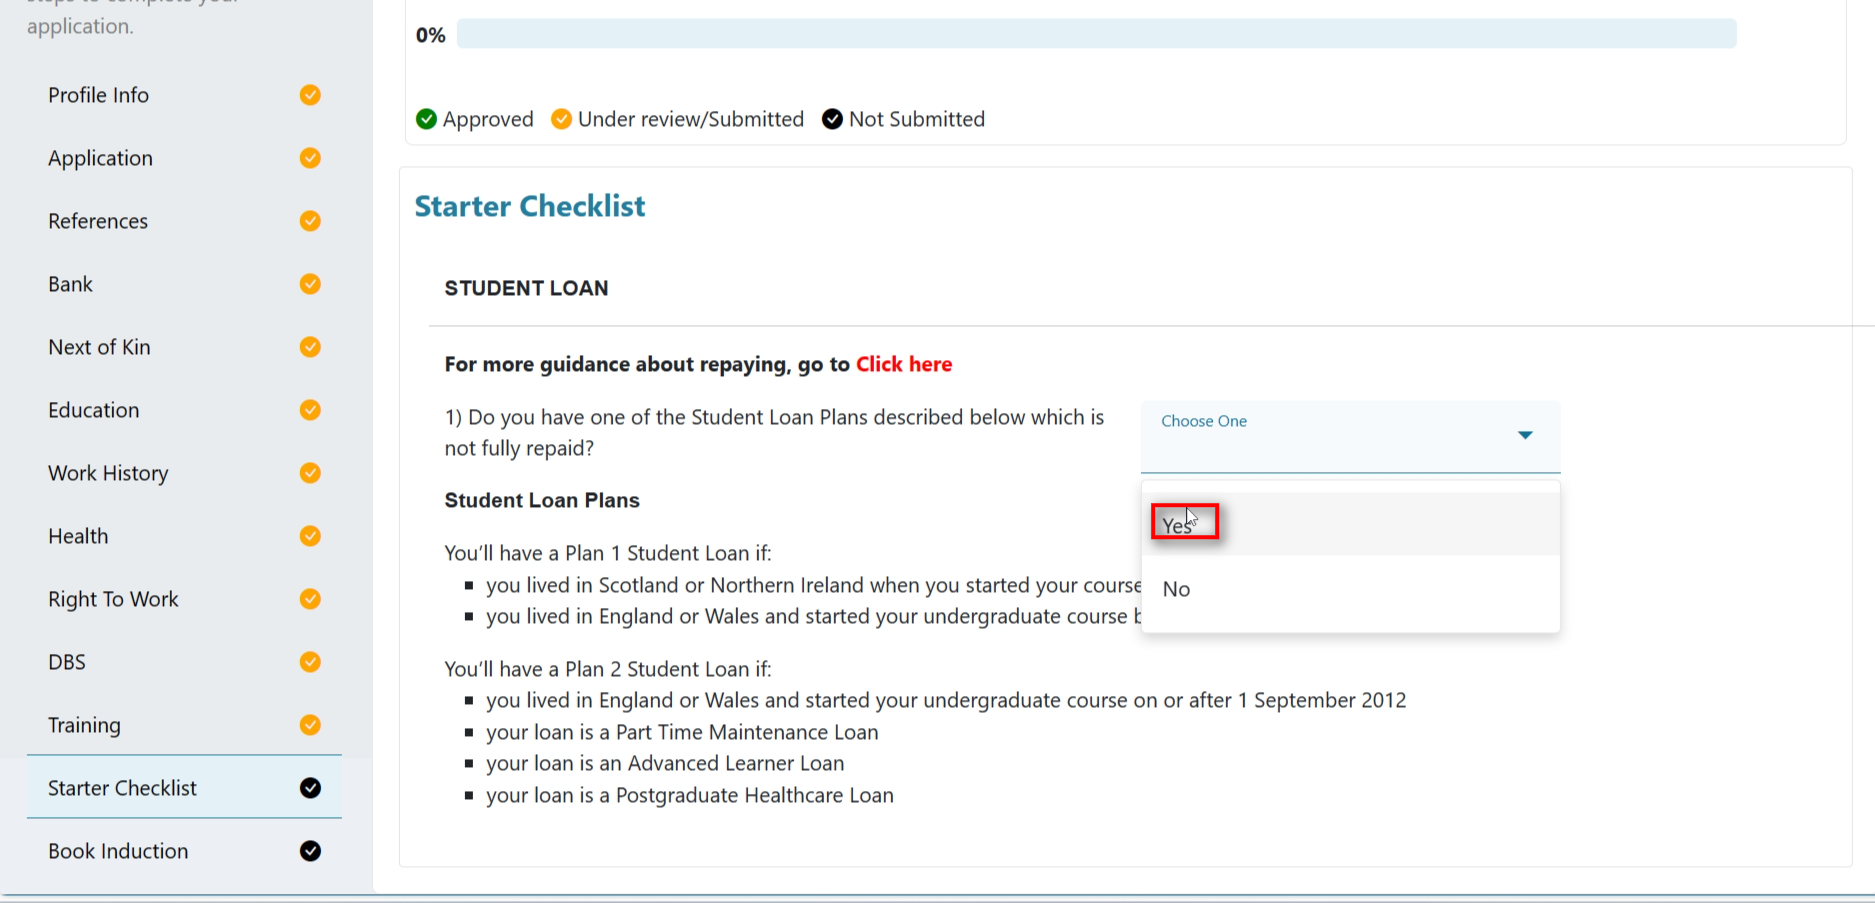 application.
0%
Profile Info
Application
References
Bank
Next of Kin
Education
Work History
Health
Right To Work
DBS
Training
Starter Checklist
Book Induction
Approved Under review/Submitted Not Submitted
Starter Checklist
STUDENT LOAN
For more guidance about repaying, go to Click here
1) Do you have one of the Student Loan Plans described below which is
not fully repaid?
Choose One
Yes
No
Student Loan Plans
You'll have a Plan 1 Student Loan if:
you lived in Scotland or Northern Ireland when you started your course
you lived in England or Wales and started your undergraduate course
You'll have a Plan 2 Student Loan if:
you lived in England or Wales and started your undergraduate course on or after 1 September 2012
your loan is a Part Time Maintenance Loan
your loan is an Advanced Learner Loan
your loan is a Postgraduate Healthcare Loan